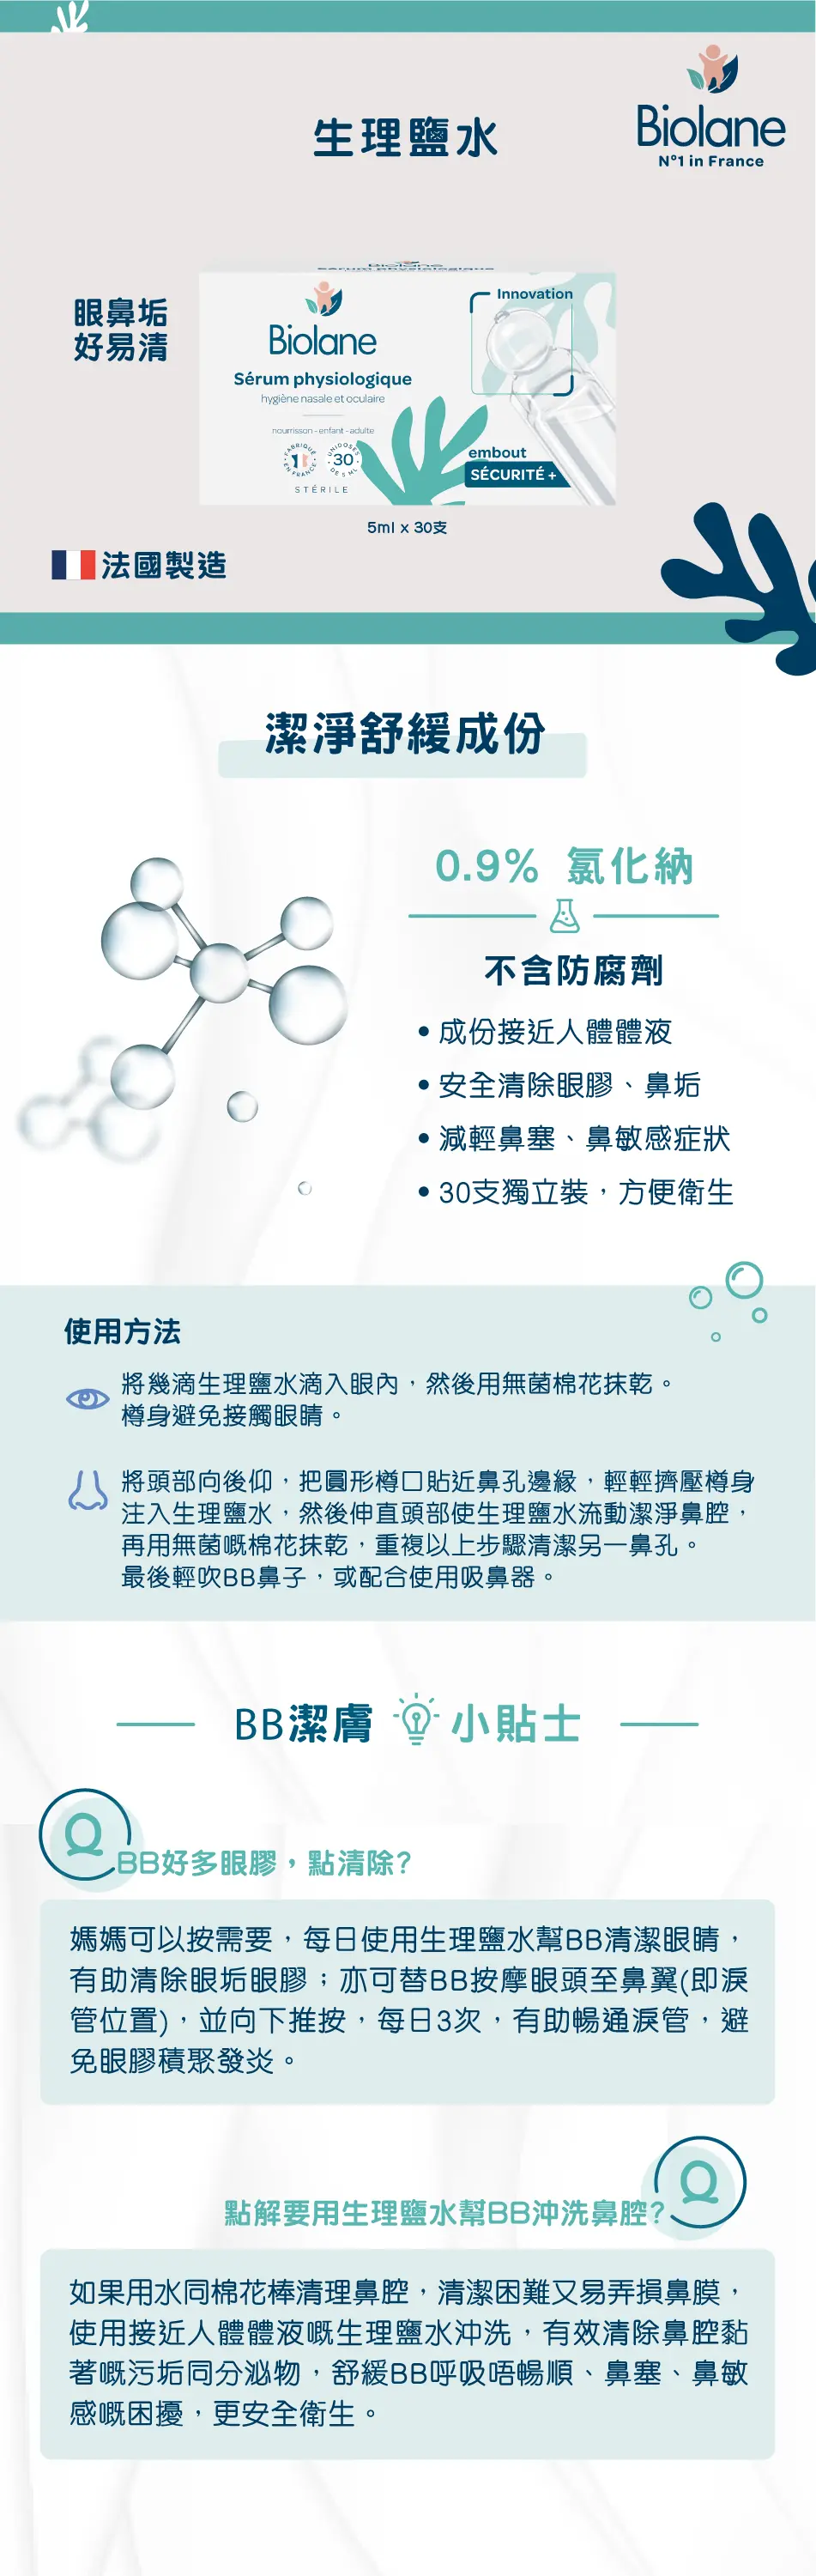 生理鹽水
Biolane
N°1 in France
眼鼻垢
好易清
Biolane
Sérum physiologique
hygiène nasale et oculaire
nourrisson - enfant - adulte
FABRIQUÉ EN FRANCE
UNIDOSES
30
DE 5 ML
STÉRILE
Innovation
embout
SÉCURITÉ +
5ml x 30支
法國製造
潔淨舒緩成份
0.9% 氯化納
不含防腐劑
• 成份接近人體體液
• 安全清除眼膠、鼻垢
• 減輕鼻塞、鼻敏感症狀
• 30支獨立裝，方便衛生
使用方法
將幾滴生理鹽水滴入眼內，然後用無菌棉花抹乾。
樽身避免接觸眼睛。
將頭部向後仰，把圓形樽口貼近鼻孔邊緣，輕輕擠壓樽身
注入生理鹽水，然後伸直頭部使生理鹽水流動潔淨鼻腔，
再用無菌嘅棉花抹乾，重複以上步驟清潔另一鼻孔。
最後輕吹BB鼻子，或配合使用吸鼻器。
BB潔膚 小貼士
Q
BB好多眼膠，點清除?
媽媽可以按需要，每日使用生理鹽水幫BB清潔眼睛，
有助清除眼垢眼膠；亦可替BB按摩眼頭至鼻翼(即淚
管位置)，並向下推按，每日3次，有助暢通淚管，避
免眼膠積聚發炎。
Q
點解要用生理鹽水幫BB沖洗鼻腔?
如果用水同棉花棒清理鼻腔，清潔困難又易弄損鼻膜，
使用接近人體體液嘅生理鹽水沖洗，有效清除鼻腔黏
著嘅污垢同分泌物，舒緩BB呼吸唔暢順、鼻塞、鼻敏
感嘅困擾，更安全衛生。